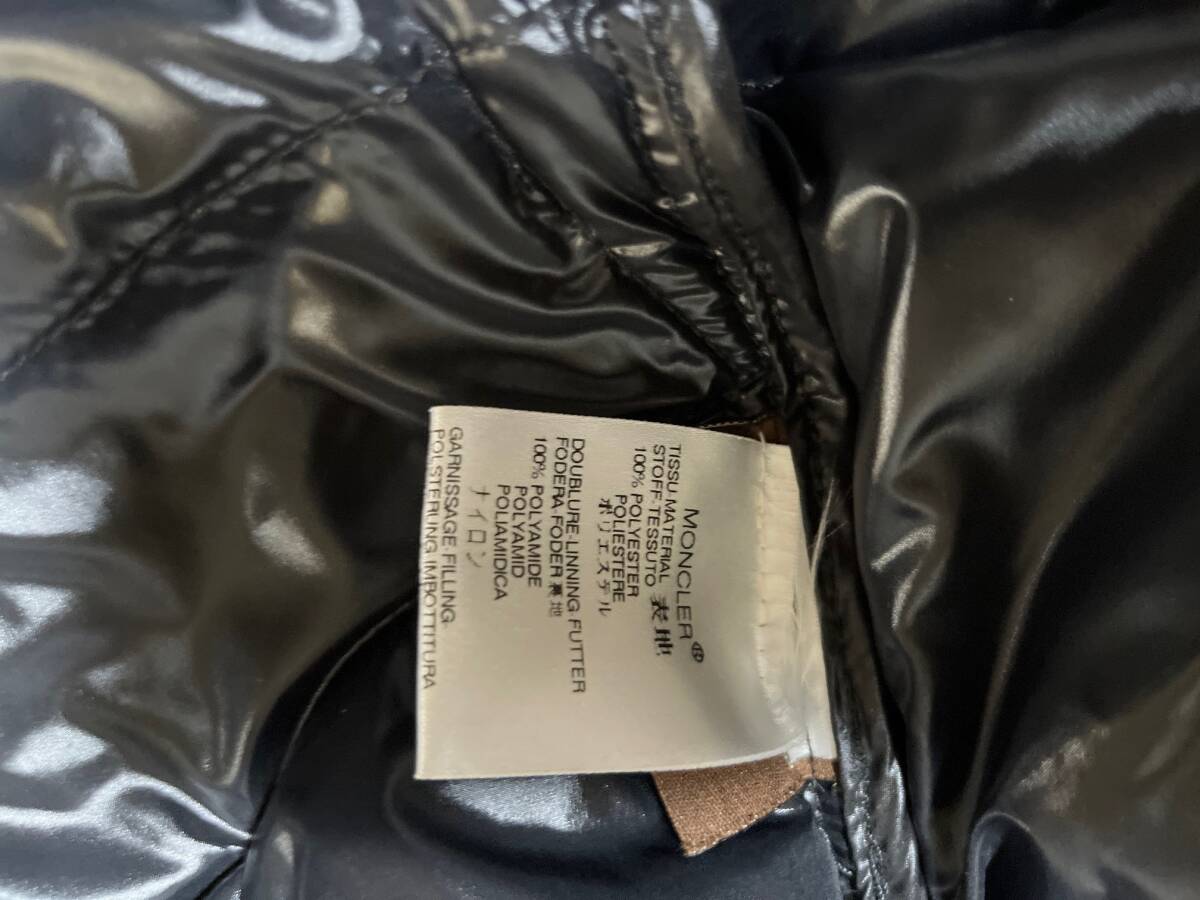 MONCLER®
TISSU-MATERIAL
STOFF-TESSUTO 表地
100% POLYESTER
POLIESTERE
ポリエステル
DOUBLURE-LINNING FUTTER
FODERA-FODER 裏地
100% POLYAMIDE
POLYAMID
POLIAMIDICA
ナイロン
GARNISSAGE-FILLING
POLSTERUNG IMBOTTITURA